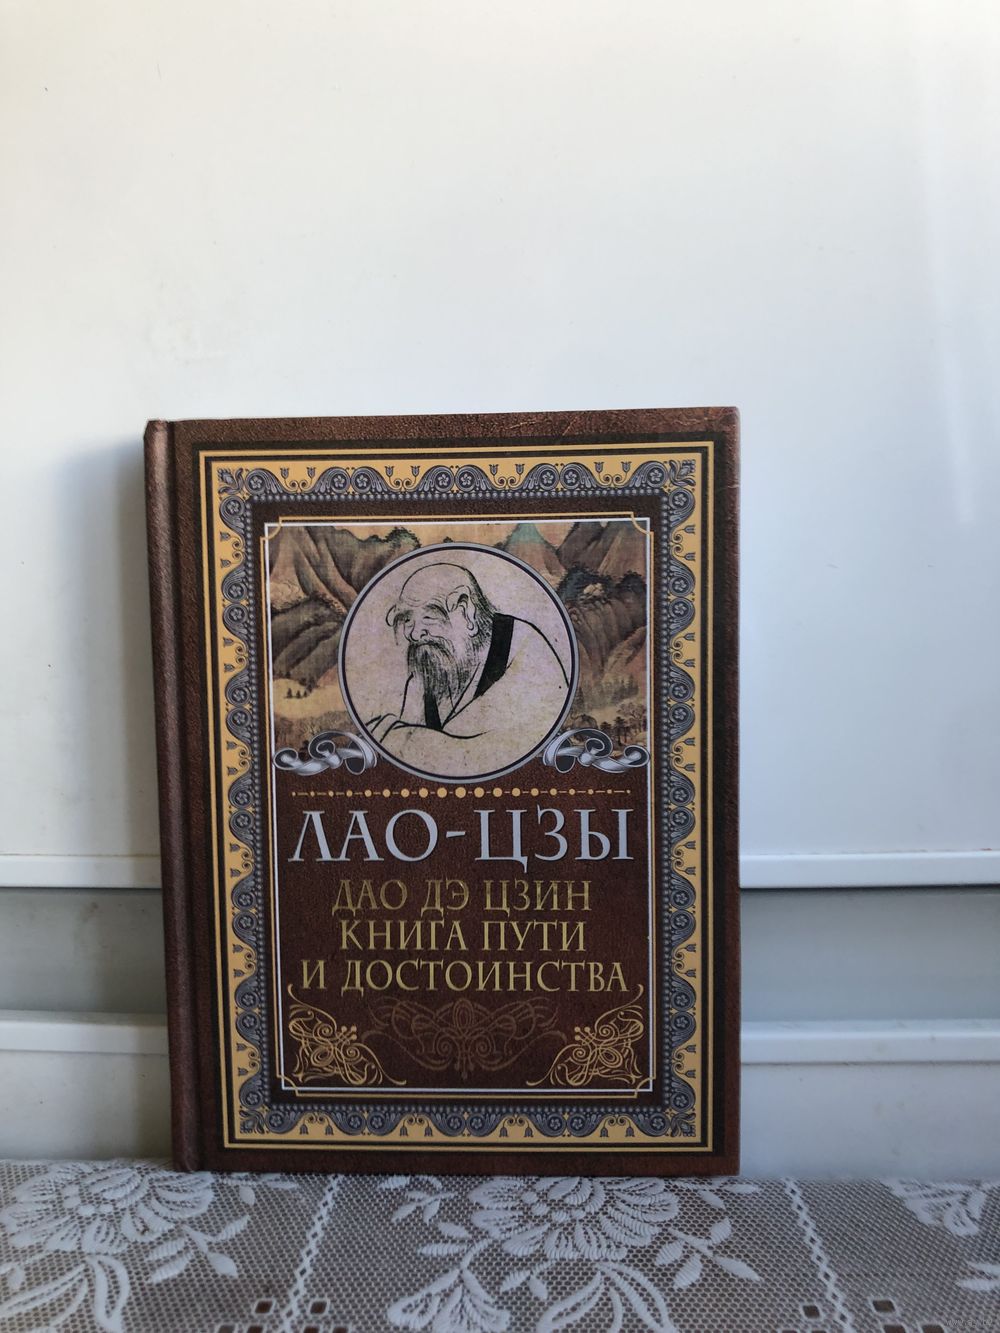 ЛАО-ЦЗЫ
ДАО ДЭ ЦЗИН
КНИГА ПУТИ
И ДОСТОИНСТВА